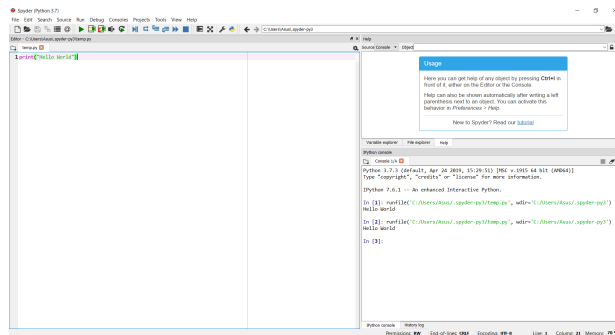 Spyder (Python 3.7)
File Edit Search Source Run Debug Consoles Projects Tools View Help
C:\Users\Asus\.spyder-py3
Editor - C:\Users\Asus\.spyder-py3\temp.py
temp.py
1 print("Hello World")
Help
Source Console Object
Usage
Here you can get help of any object by pressing Ctrl+I in
front of it, either on the Editor or the Console.
Help can also be shown automatically after writing a left
parenthesis next to an object. You can activate this
behavior in Preferences > Help.
New to Spyder? Read our tutorial
Variable explorer File explorer Help
IPython console
Console 1/A
Python 3.7.3 (default, Apr 24 2019, 15:29:51) [MSC v.1915 64 bit (AMD64)]
Type "copyright", "credits" or "license" for more information.
IPython 7.6.1 -- An enhanced Interactive Python.
In [1]: runfile('C:/Users/Asus/.spyder-py3/temp.py', wdir='C:/Users/Asus/.spyder-py3')
Hello World
In [2]: runfile('C:/Users/Asus/.spyder-py3/temp.py', wdir='C:/Users/Asus/.spyder-py3')
Hello World
In [3]:
IPython console History log
Permissions: RW End-of-lines: CRLF Encoding: UTF-8 Line: 1 Column: 21 Memory: 70 %